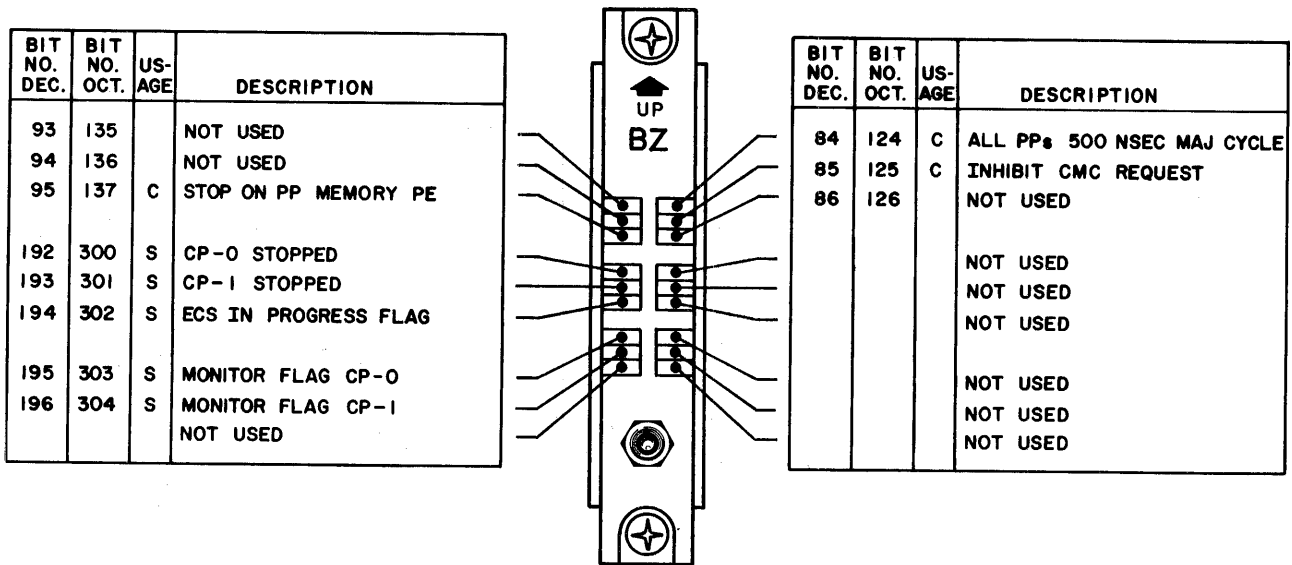 BIT NO. DEC. BIT NO. OCT. US-AGE DESCRIPTION
93 135 NOT USED
94 136 NOT USED
95 137 C STOP ON PP MEMORY PE
192 300 S CP-0 STOPPED
193 301 S CP-1 STOPPED
194 302 S ECS IN PROGRESS FLAG
195 303 S MONITOR FLAG CP-0
196 304 S MONITOR FLAG CP-1
NOT USED
UP
BZ
BIT NO. DEC. BIT NO. OCT. US-AGE DESCRIPTION
84 124 C ALL PPs 500 NSEC MAJ CYCLE
85 125 C INHIBIT CMC REQUEST
86 126 NOT USED
NOT USED
NOT USED
NOT USED
NOT USED
NOT USED
NOT USED